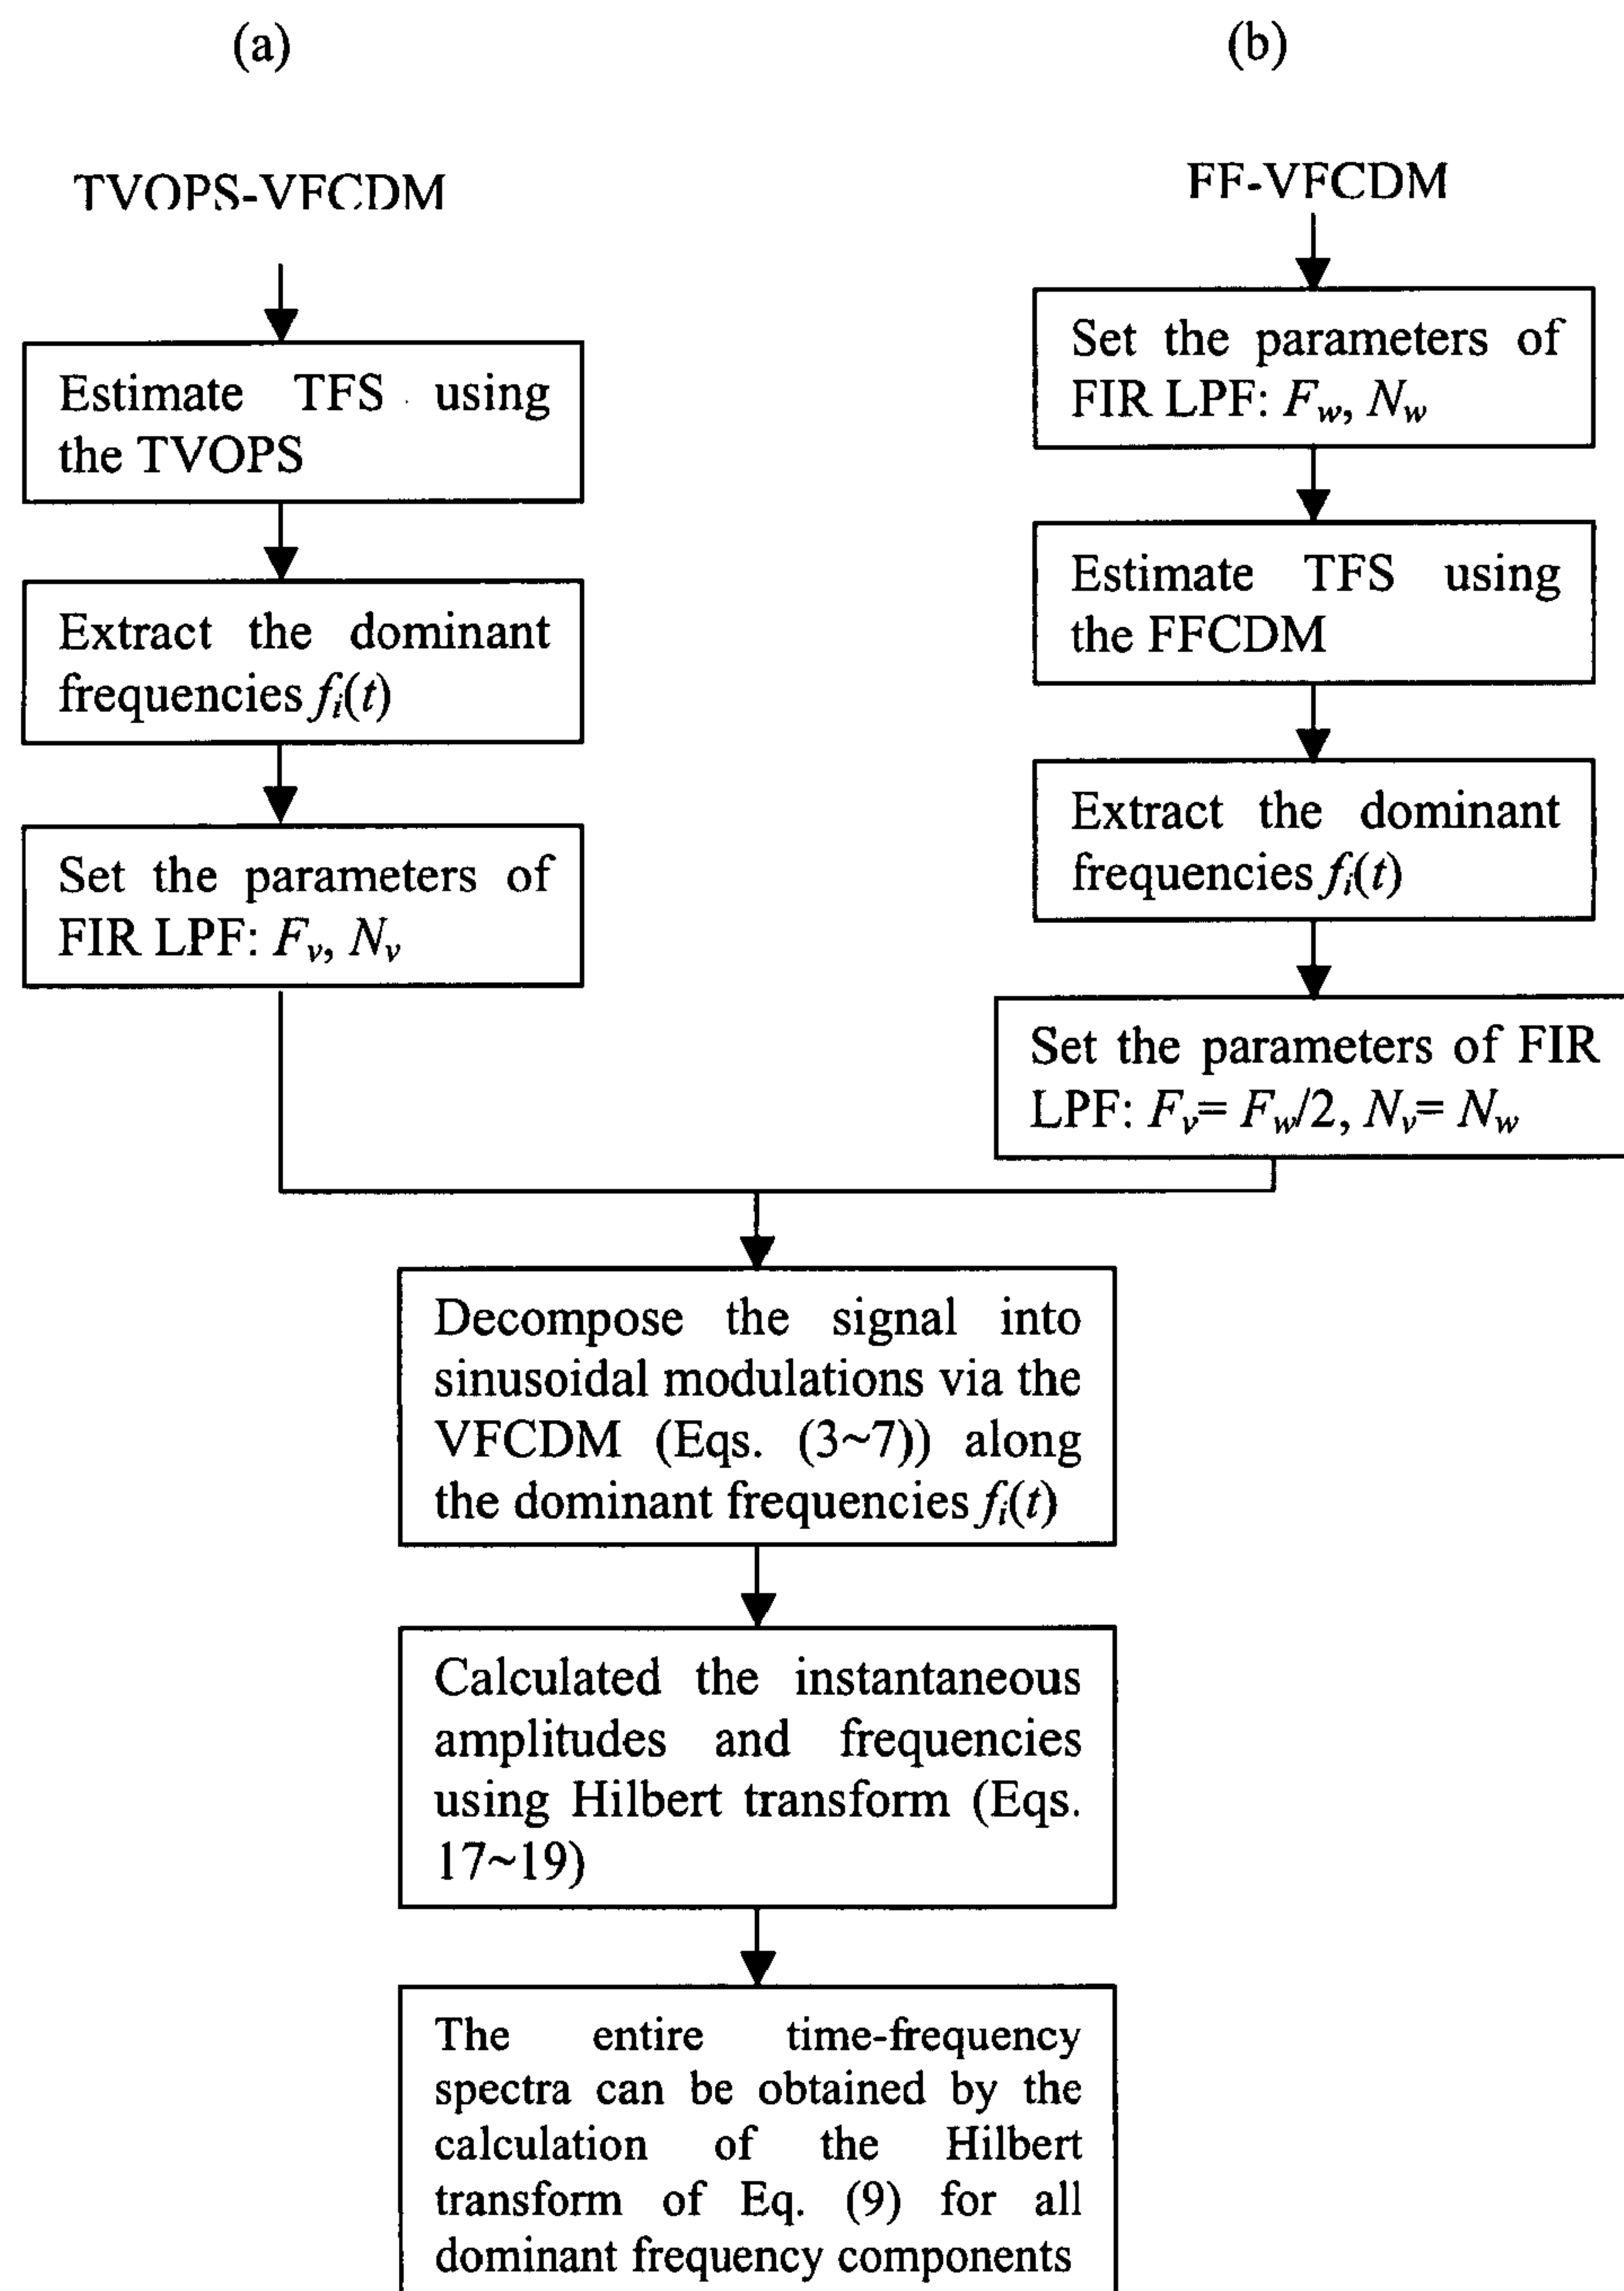 (a)
TVOPS-VFCDM
Estimate TFS using
the TVOPS
Extract the dominant
frequencies fi(t)
Set the parameters of
FIR LPF: Fv, Nv
(b)
FF-VFCDM
Set the parameters of
FIR LPF: Fw, Nw
Estimate TFS using
the FFCDM
Extract the dominant
frequencies fi(t)
Set the parameters of FIR
LPF: Fv= Fw/2, Nv= Nw
Decompose the signal into
sinusoidal modulations via the
VFCDM (Eqs. (3~7)) along
the dominant frequencies fi(t)
Calculated the instantaneous
amplitudes and frequencies
using Hilbert transform (Eqs.
17~19)
The entire time-frequency
spectra can be obtained by the
calculation of the Hilbert
transform of Eq. (9) for all
dominant frequency components